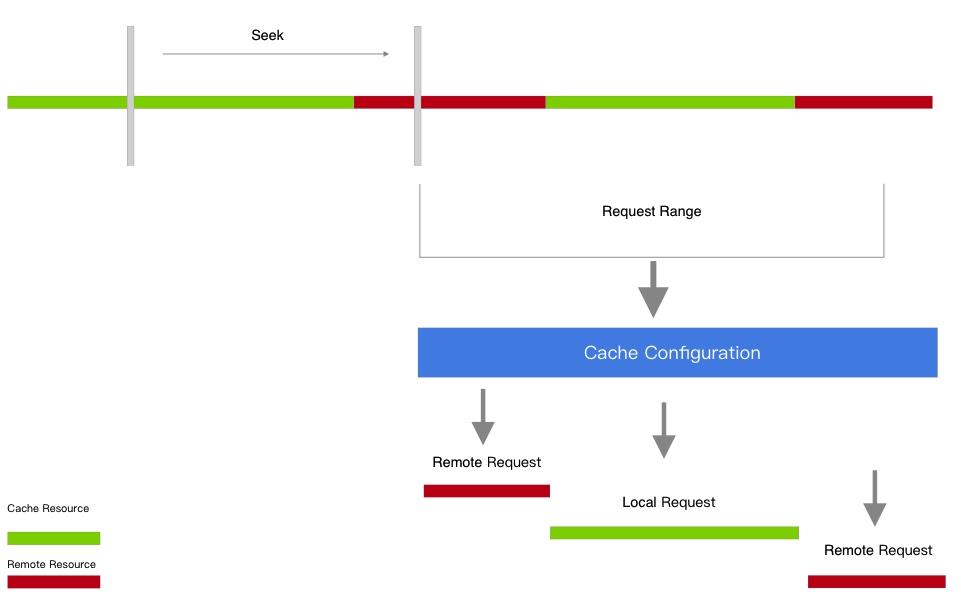 Seek
Request Range
Cache Configuration
Remote Request
Local Request
Remote Request
Cache Resource
Remote Resource